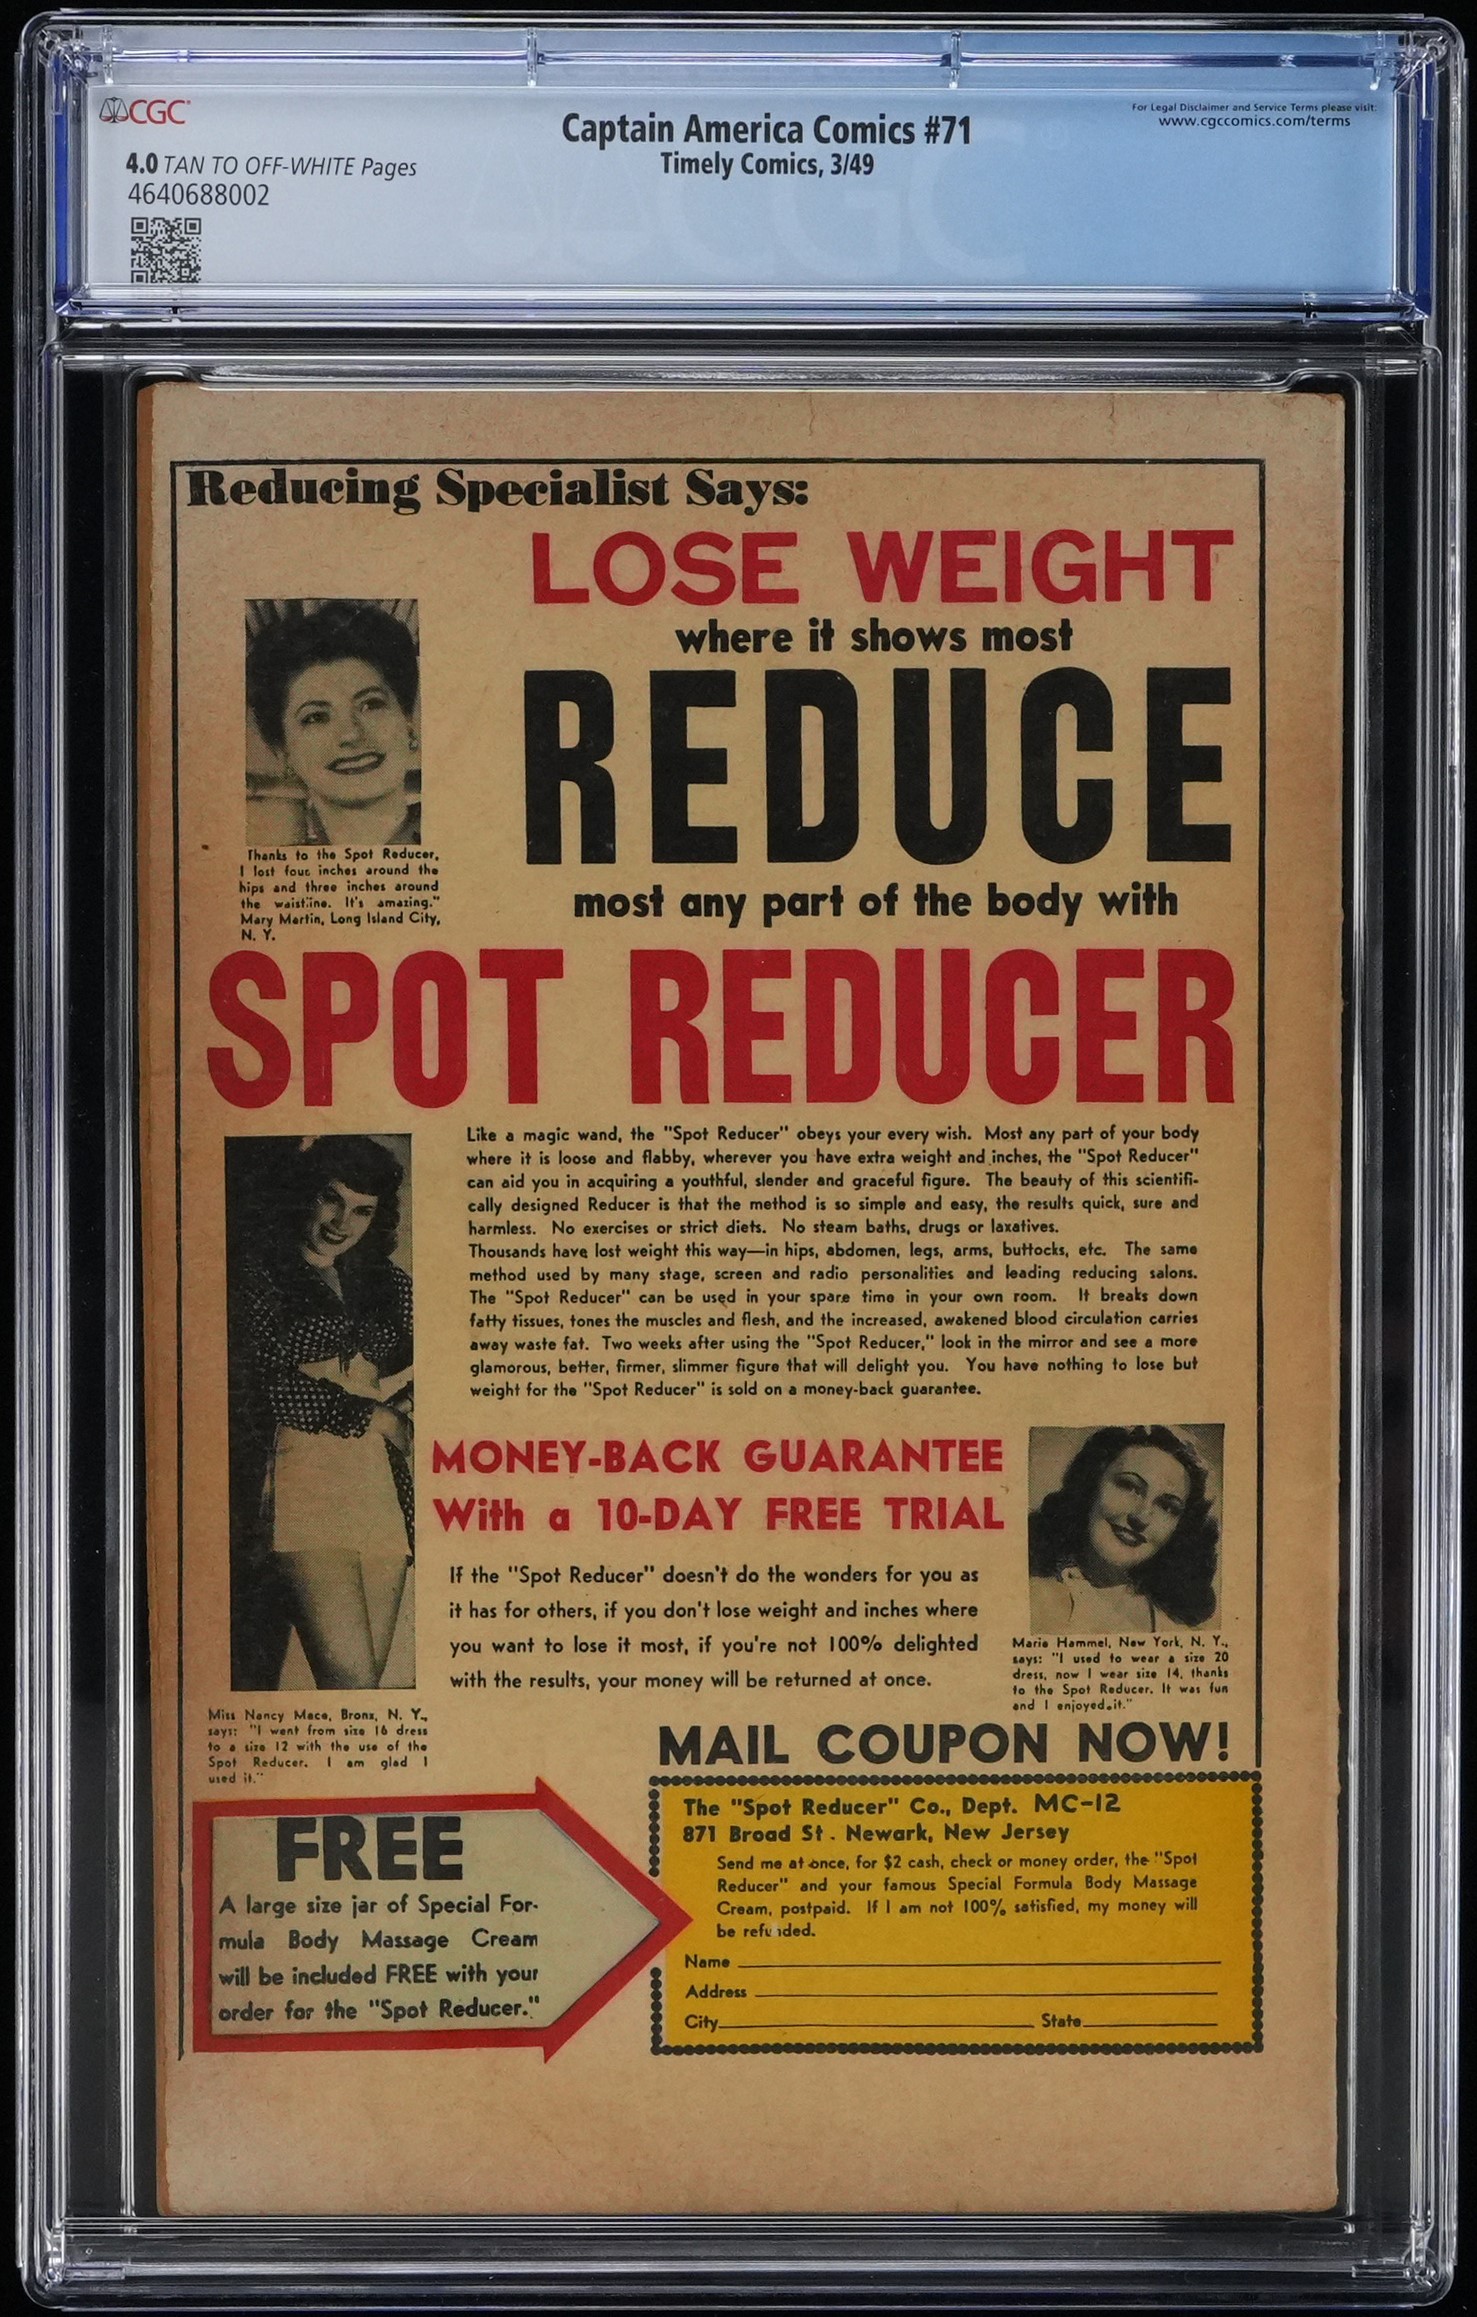 CGC
4.0 TAN TO OFF-WHITE Pages
4640688002
Captain America Comics #71
Timely Comics, 3/49
For Legal Disclaimer and Service Terms please visit:
www.cgccomics.com/terms
Reducing Specialist Says:
LOSE WEIGHT
where it shows most
REDUCE
most any part of the body with
Thanks to the Spot Reducer,
I lost four inches around the
hips and three inches around
the waistline. It's amazing."
Mary Martin, Long Island City,
N. Y.
SPOT REDUCER
Like a magic wand, the "Spot Reducer" obeys your every wish. Most any part of your body
where it is loose and flabby, wherever you have extra weight and inches, the "Spot Reducer"
can aid you in acquiring a youthful, slender and graceful figure. The beauty of this scientifi-
cally designed Reducer is that the method is so simple and easy, the results quick, sure and
harmless. No exercises or strict diets. No steam baths, drugs or laxatives.
Thousands have lost weight this way—in hips, abdomen, legs, arms, buttocks, etc. The same
method used by many stage, screen and radio personalities and leading reducing salons.
The "Spot Reducer" can be used in your spare time in your own room. It breaks down
fatty tissues, tones the muscles and flesh, and the increased, awakened blood circulation carries
away waste fat. Two weeks after using the "Spot Reducer," look in the mirror and see a more
glamorous, better, firmer, slimmer figure that will delight you. You have nothing to lose but
weight for the "Spot Reducer" is sold on a money-back guarantee.
MONEY-BACK GUARANTEE
With a 10-DAY FREE TRIAL
If the "Spot Reducer" doesn't do the wonders for you as
it has for others, if you don't lose weight and inches where
you want to lose it most, if you're not 100% delighted
with the results, your money will be returned at once.
Marie Hammel, New York, N. Y.,
says: "I used to wear a size 20
dress, now I wear size 14, thanks
to the Spot Reducer. It was fun
and I enjoyed it."
Miss Nancy Mace, Bronx, N. Y.,
says: "I went from size 16 dress
to a size 12 with the use of the
Spot Reducer. I am glad I
used it."
MAIL COUPON NOW!
FREE
A large size jar of Special For-
mula Body Massage Cream
will be included FREE with your
order for the "Spot Reducer."
The "Spot Reducer" Co., Dept. MC-12
871 Broad St. Newark, New Jersey
Send me at once, for $2 cash, check or money order, the "Spot
Reducer" and your famous Special Formula Body Massage
Cream, postpaid. If I am not 100% satisfied, my money will
be refunded.
Name
Address
City State